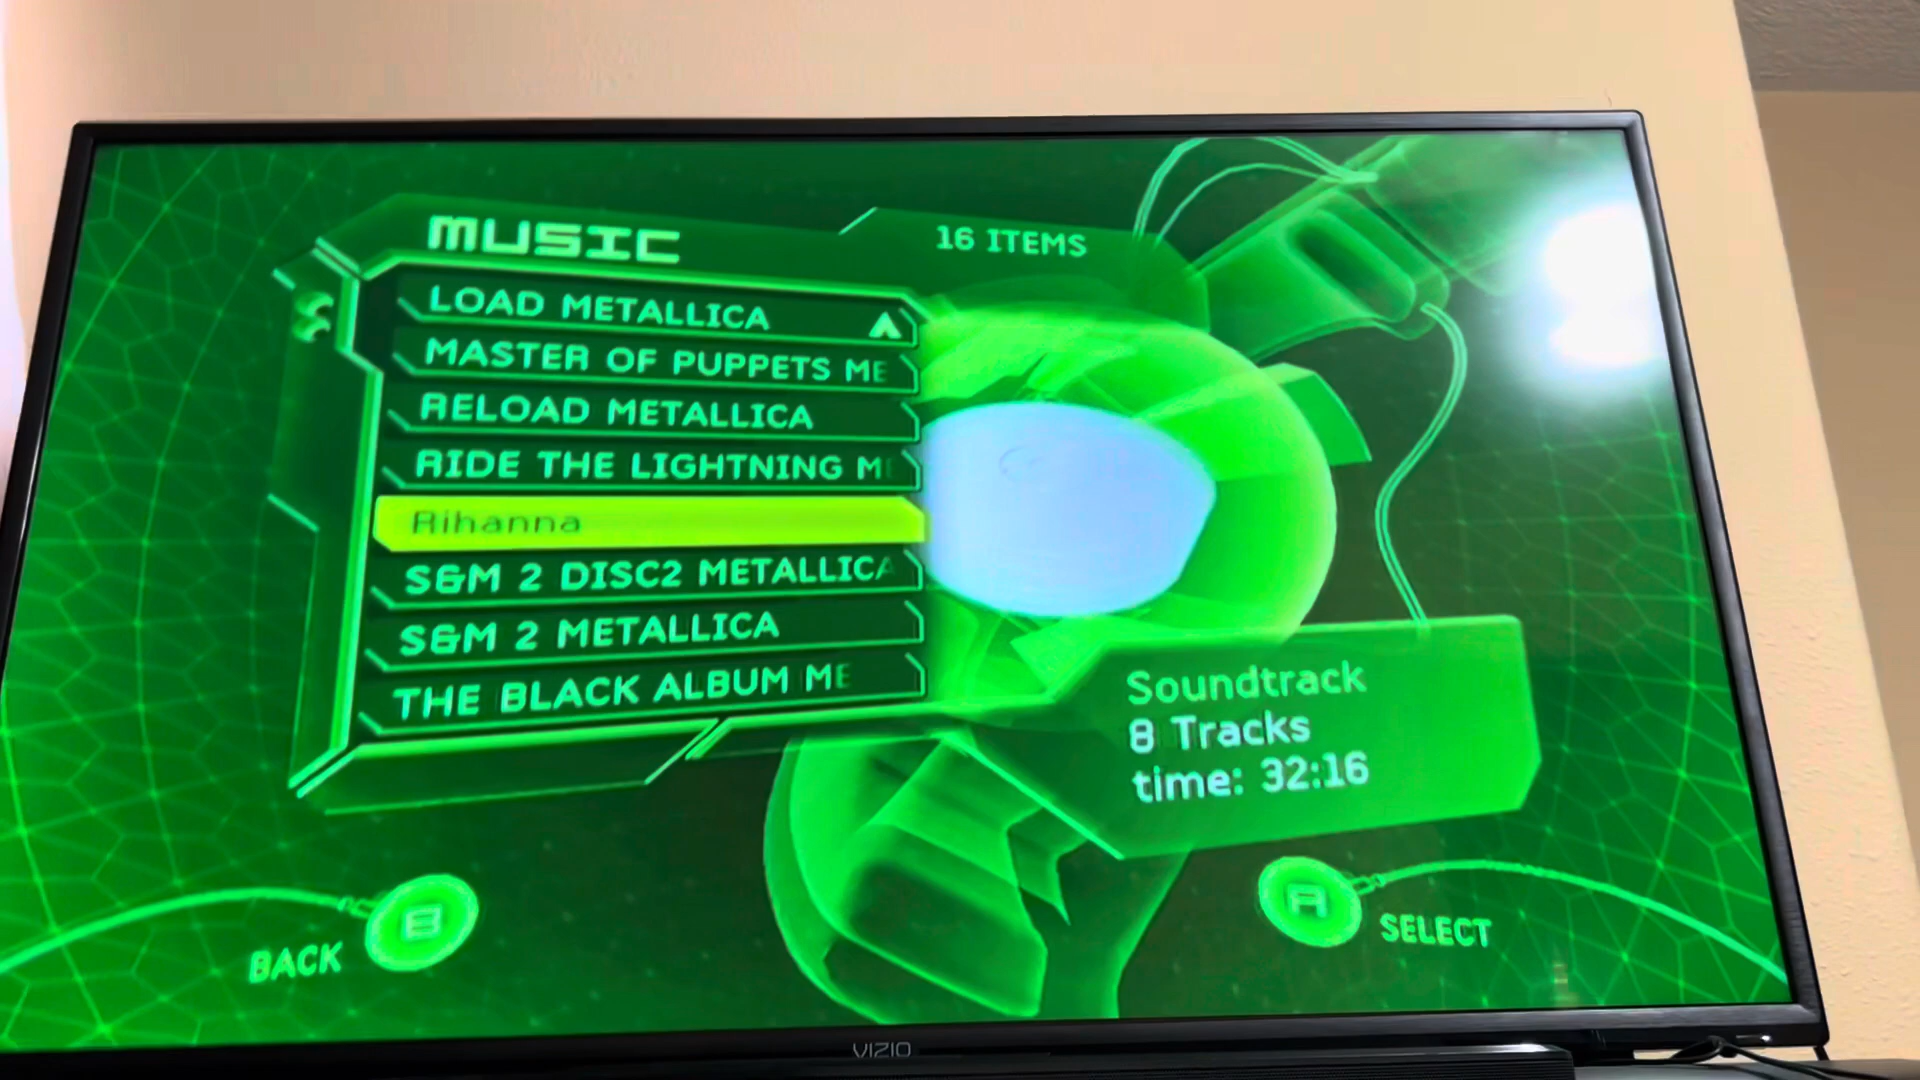 MUSIC
16 ITEMS
LOAD METALLICA
MASTER OF PUPPETS ME
RELOAD METALLICA
RIDE THE LIGHTNING M
Rihanna
S&M 2 DISC2 METALLICA
S&M 2 METALLICA
THE BLACK ALBUM ME
Soundtrack
8 Tracks
time: 32:16
B
BACK
A
SELECT
VIZIO